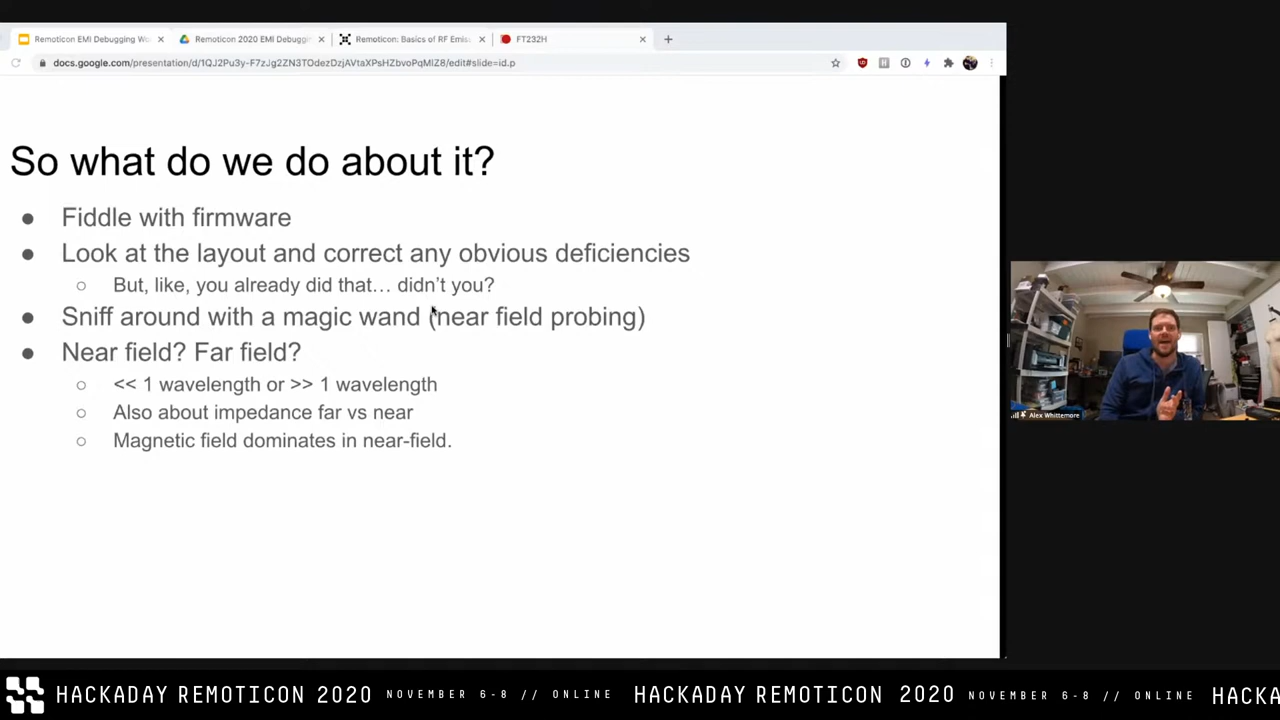 Remoticon EMI Debugging Wo
Remoticon 2020 EMI Debuggin
Remoticon: Basics of RF Emis
FT232H
docs.google.com/presentation/d/1QJ2Pu3y-F7zJg2ZN3TOdezDzjAVtaXPsHZbvoPqMIZ8/edit#slide=id.p
So what do we do about it?
● Fiddle with firmware
● Look at the layout and correct any obvious deficiencies
○ But, like, you already did that… didn’t you?
● Sniff around with a magic wand (near field probing)
● Near field? Far field?
○ << 1 wavelength or >> 1 wavelength
○ Also about impedance far vs near
○ Magnetic field dominates in near-field.
Alex Whittemore
HACKADAY REMOTICON 2020 NOVEMBER 6-8 // ONLINE HACKADAY REMOTICON 2020 NOVEMBER 6-8 // ONLINE HACKA